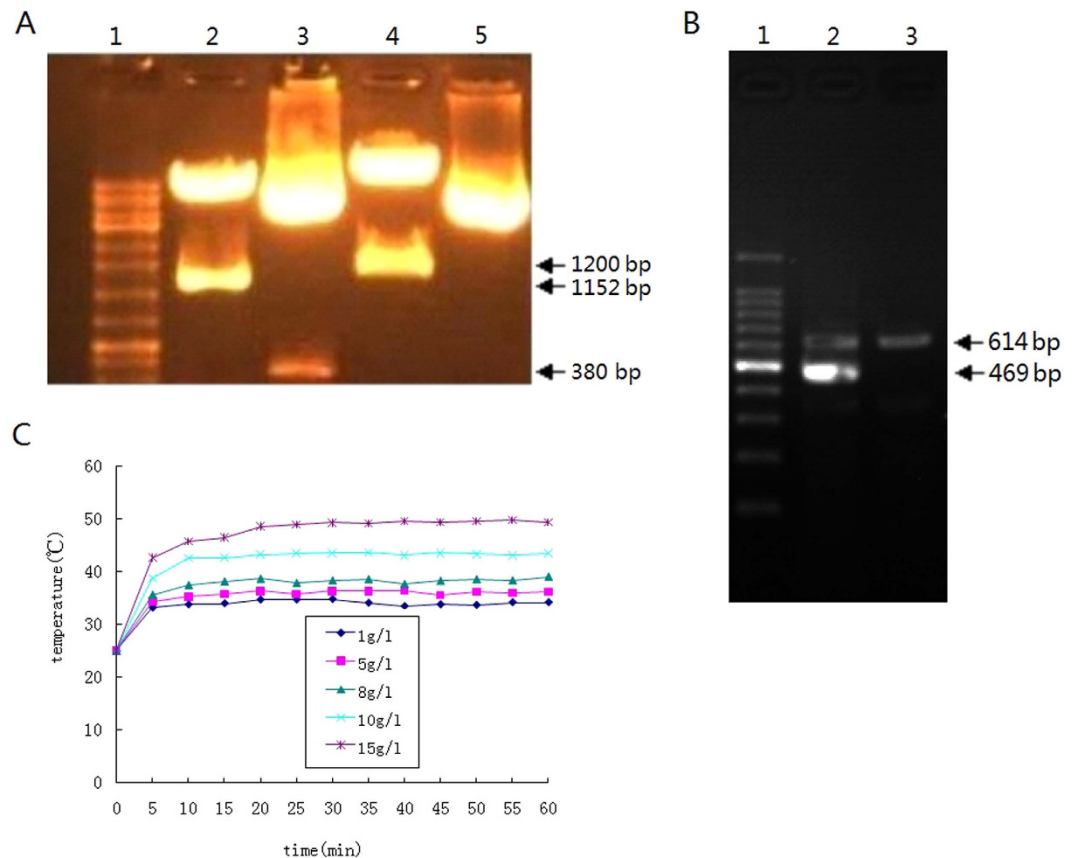 A
1 2 3 4 5
1200 bp
1152 bp
380 bp
B
1 2 3
614 bp
469 bp
C
60
50
40
30
20
10
0
temperature(℃)
1g/l
5g/l
8g/l
10g/l
15g/l
0 5 10 15 20 25 30 35 40 45 50 55 60
time(min)